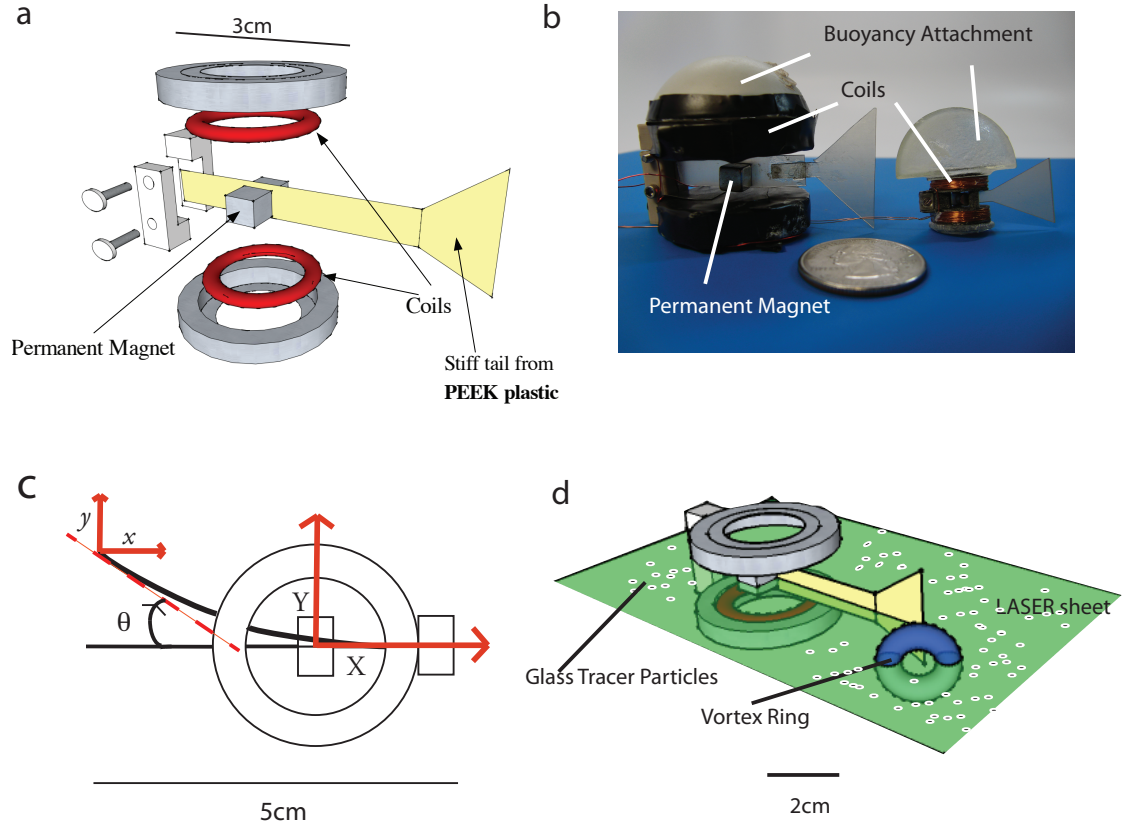 a
3cm
Coils
Permanent Magnet
Stiff tail from
PEEK plastic
b
Buoyancy Attachment
Coils
Permanent Magnet
c
y
x
θ
Y
X
5cm
d
LASER sheet
Glass Tracer Particles
Vortex Ring
2cm